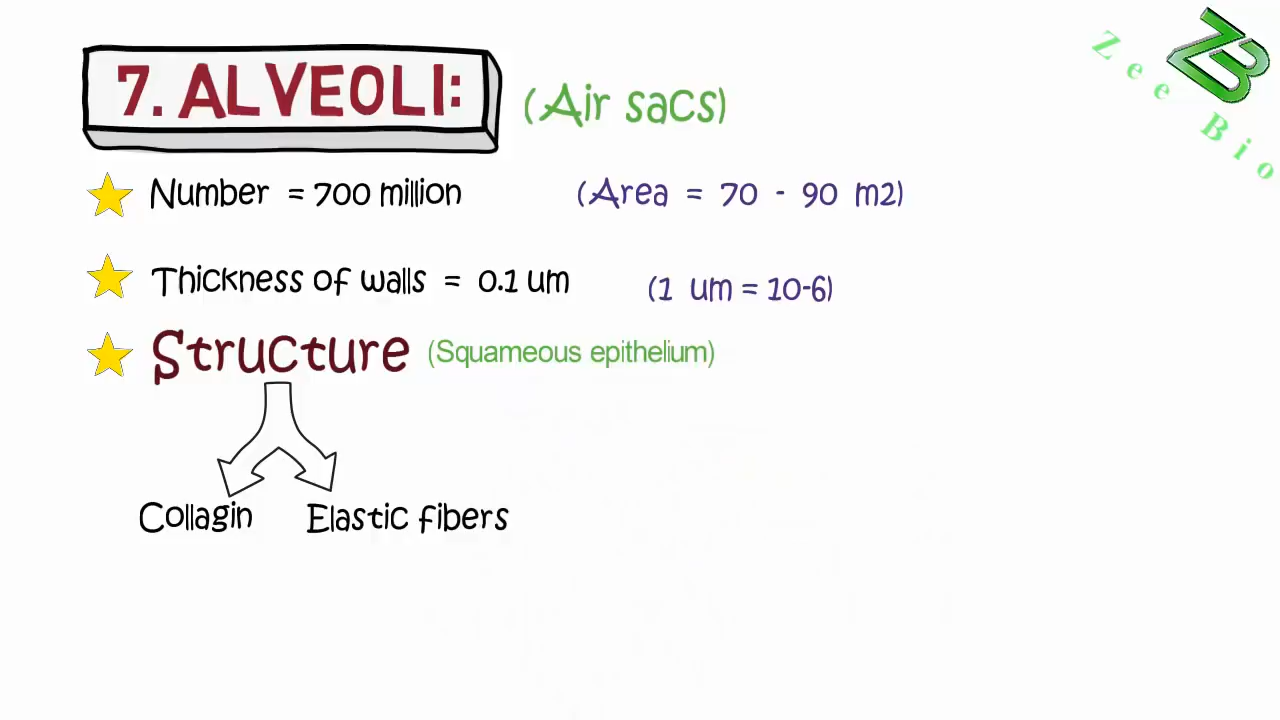 7. ALVEOLI: (Air sacs)
Number = 700 million (Area = 70 - 90 m2)
Thickness of walls = 0.1 um (1 um = 10-6)
Structure (Squameous epithelium)
Collagin Elastic fibers
ZB
Zee Bio